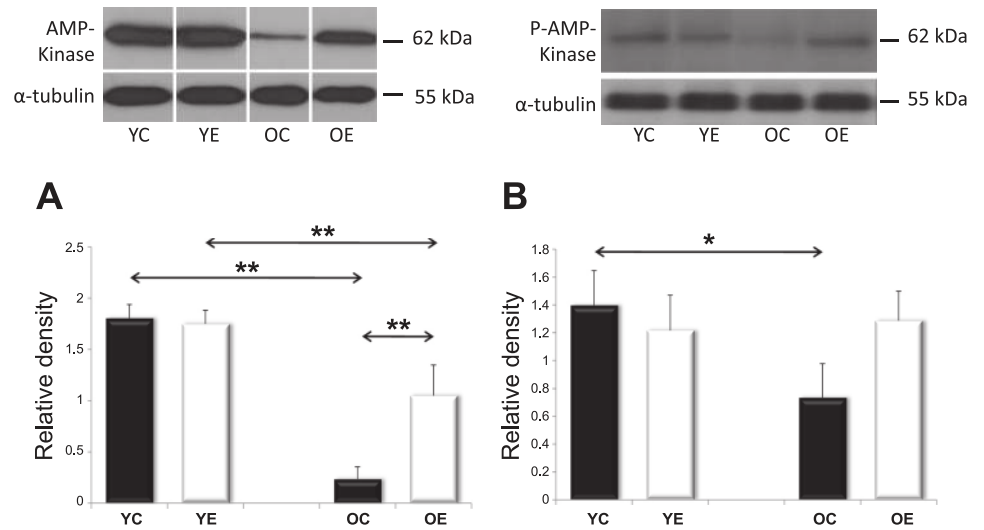 AMP-
Kinase
62 kDa
α-tubulin
55 kDa
YC YE OC OE
P-AMP-
Kinase
62 kDa
α-tubulin
55 kDa
YC YE OC OE
A
**
**
**
2.5
2
1.5
1
0.5
0
Relative density
YC YE OC OE
B
*
1.8
1.6
1.4
1.2
1
0.8
0.6
0.4
0.2
0
Relative density
YC YE OC OE